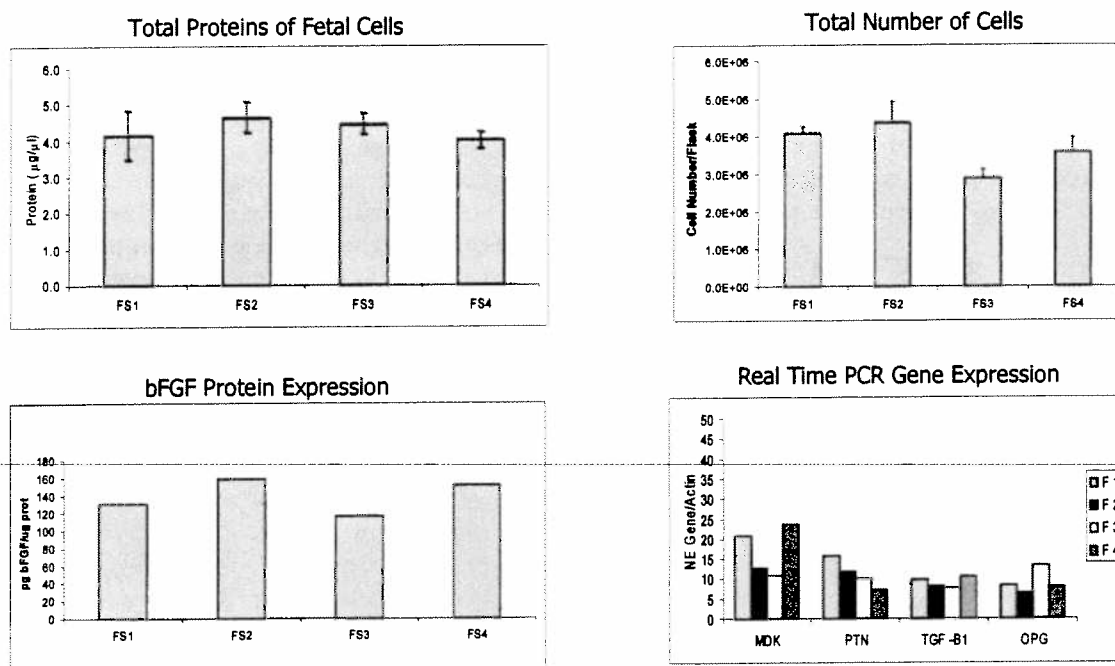 Total Proteins of Fetal Cells
Protein ( µg/µl)
6.0
5.0
4.0
3.0
2.0
1.0
0.0
FS1 FS2 FS3 FS4
Total Number of Cells
Cell Number/Flask
6.0E+06
6.0E+06
4.0E+06
3.0E+06
2.0E+06
1.0E+06
0.0E+00
FS1 FS2 FS3 FS4
bFGF Protein Expression
pg bFGF/ug prot
180
160
140
120
100
80
60
40
20
0
FS1 FS2 FS3 FS4
Real Time PCR Gene Expression
NE Gene/Actin
50
45
40
35
30
25
20
15
10
5
0
MDK PTN TGF-B1 OPG
F 1
F 2
F 3
F 4